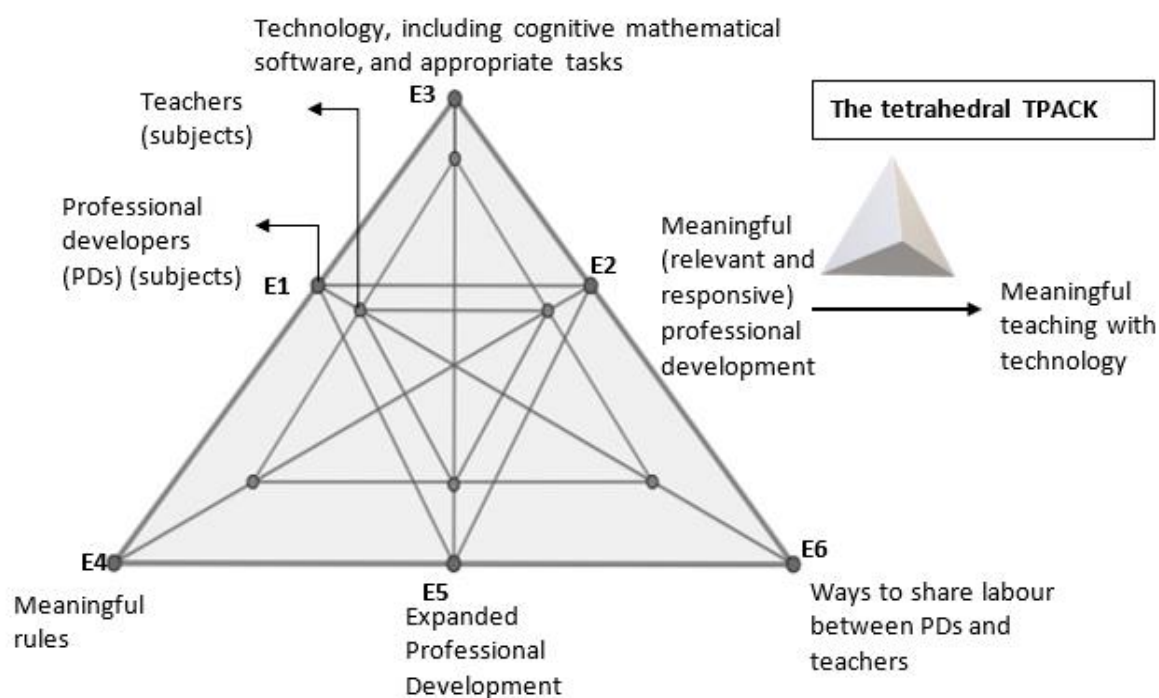 Technology, including cognitive mathematical
software, and appropriate tasks
E3
Teachers
(subjects)
The tetrahedral TPACK
Professional
developers
(PDs) (subjects)
E1
E2
Meaningful
(relevant and
responsive)
professional
development
Meaningful
teaching with
technology
E4
Meaningful
rules
E5
Expanded
Professional
Development
E6
Ways to share labour
between PDs and
teachers